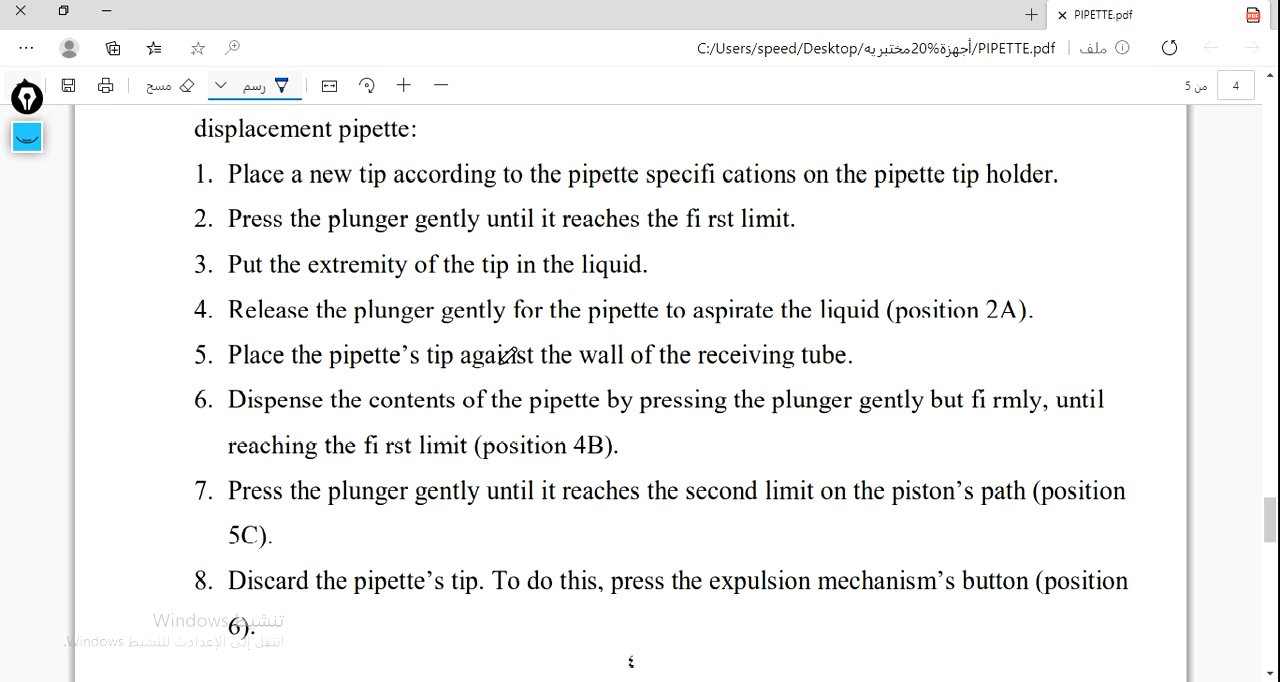 PIPETTE.pdf
C:/Users/speed/Desktop/أجهزة%20مختبريه/PIPETTE.pdf | ملف
مسح
رسم
4 من 5
displacement pipette:
1. Place a new tip according to the pipette specifi cations on the pipette tip holder.
2. Press the plunger gently until it reaches the fi rst limit.
3. Put the extremity of the tip in the liquid.
4. Release the plunger gently for the pipette to aspirate the liquid (position 2A).
5. Place the pipette’s tip against the wall of the receiving tube.
6. Dispense the contents of the pipette by pressing the plunger gently but fi rmly, until
reaching the fi rst limit (position 4B).
7. Press the plunger gently until it reaches the second limit on the piston’s path (position
5C).
8. Discard the pipette’s tip. To do this, press the expulsion mechanism’s button (position
6).
تنشيط Windows
انتقل إلى الإعدادت لتنشيط Windows.
٤